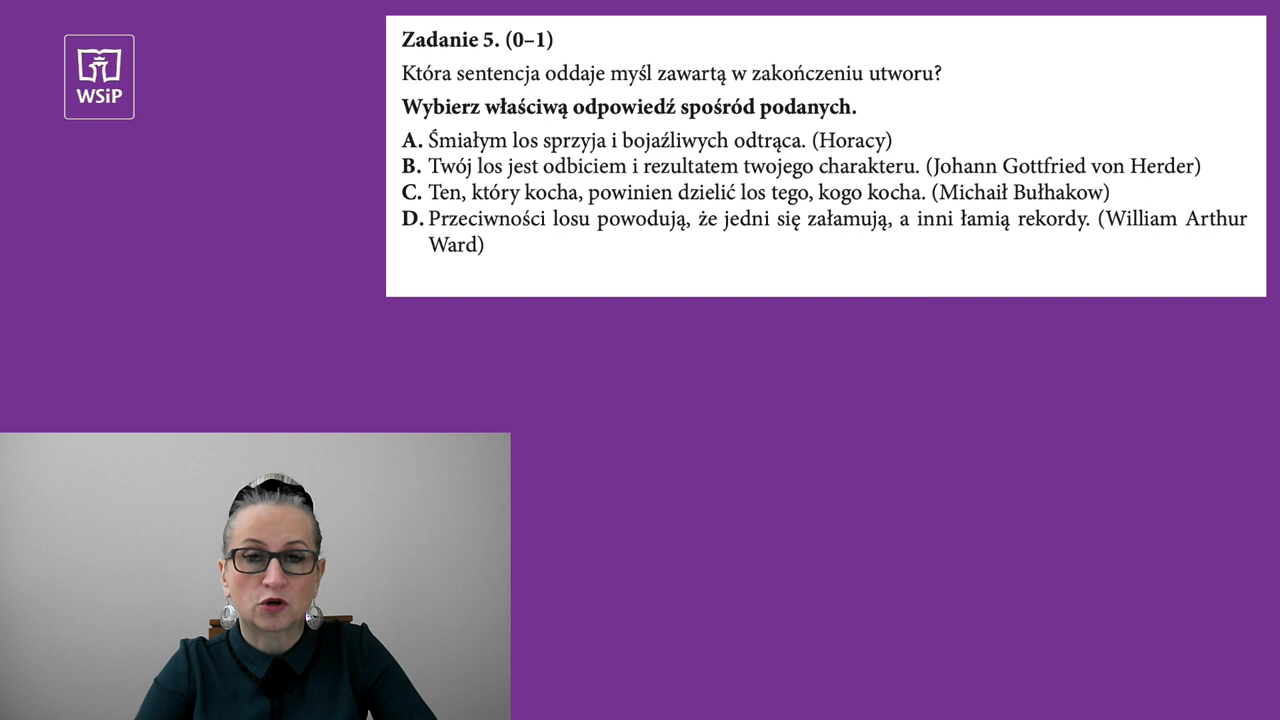 WSiP
Zadanie 5. (0–1)
Która sentencja oddaje myśl zawartą w zakończeniu utworu?
Wybierz właściwą odpowiedź spośród podanych.
A. Śmiałym los sprzyja i bojaźliwych odtrąca. (Horacy)
B. Twój los jest odbiciem i rezultatem twojego charakteru. (Johann Gottfried von Herder)
C. Ten, który kocha, powinien dzielić los tego, kogo kocha. (Michaił Bułhakow)
D. Przeciwności losu powodują, że jedni się załamują, a inni łamią rekordy. (William Arthur
Ward)